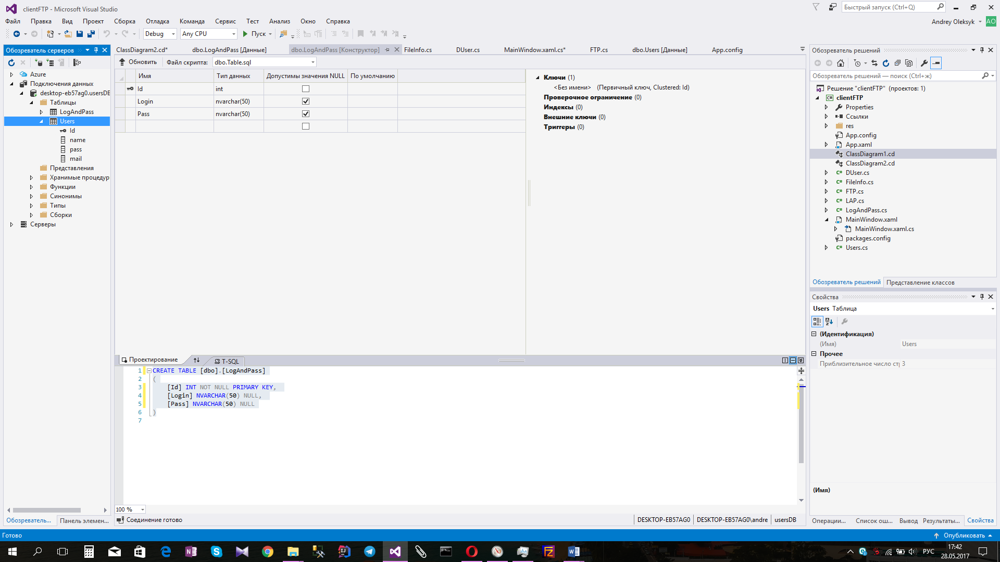 clientFTP - Microsoft Visual Studio
Быстрый запуск (Ctrl+Q)
Файл Правка Вид Проект Сборка Отладка Команда Сервис Тест Анализ Окно Справка
Andrey Oleksyk AO
Debug Any CPU Пуск
Обозреватель серверов
Azure
Подключения данных
desktop-eb57ag0.usersDB
Таблицы
LogAndPass
Users
Id
name
pass
mail
Представления
Хранимые процедур
Функции
Синонимы
Типы
Сборки
Серверы
Обозреватель... Панель элемен...
ClassDiagram2.cd* dbo.LogAndPass [Данные] dbo.LogAndPass [Конструктор] FileInfo.cs DUser.cs MainWindow.xaml.cs* FTP.cs dbo.Users [Данные] App.config
Обновить Файл скрипта: dbo.Table.sql
Имя Тип данных Допустимы значения NULL По умолчанию
Id int
Login nvarchar(50)
Pass nvarchar(50)
Ключи (1)
<Без имени> (Первичный ключ, Clustered: Id)
Проверочное ограничение (0)
Индексы (0)
Внешние ключи (0)
Триггеры (0)
Проектирование T-SQL
1 CREATE TABLE [dbo].[LogAndPass]
2 (
3 [Id] INT NOT NULL PRIMARY KEY,
4 [Login] NVARCHAR(50) NULL,
5 [Pass] NVARCHAR(50) NULL
6 )
7
100 %
Соединение готово DESKTOP-EB57AG0 DESKTOP-EB57AG0\andre usersDB
Обозреватель решений
Обозреватель решений — поиск (Ctrl+ж)
Решение "clientFTP" (проектов: 1)
clientFTP
Properties
Ссылки
res
App.config
App.xaml
ClassDiagram1.cd
ClassDiagram2.cd
DUser.cs
FileInfo.cs
FTP.cs
LAP.cs
LogAndPass.cs
MainWindow.xaml
MainWindow.xaml.cs
packages.config
Users.cs
Обозреватель решений Представление классов
Свойства
Users Таблица
(Идентификация)
(Имя) Users
Прочее
Приблизительное число стр 3
(Имя)
Операции... Список ош... Вывод Результаты... Свойства
Готово Опубликовать
РУС 17:42
28.05.2017